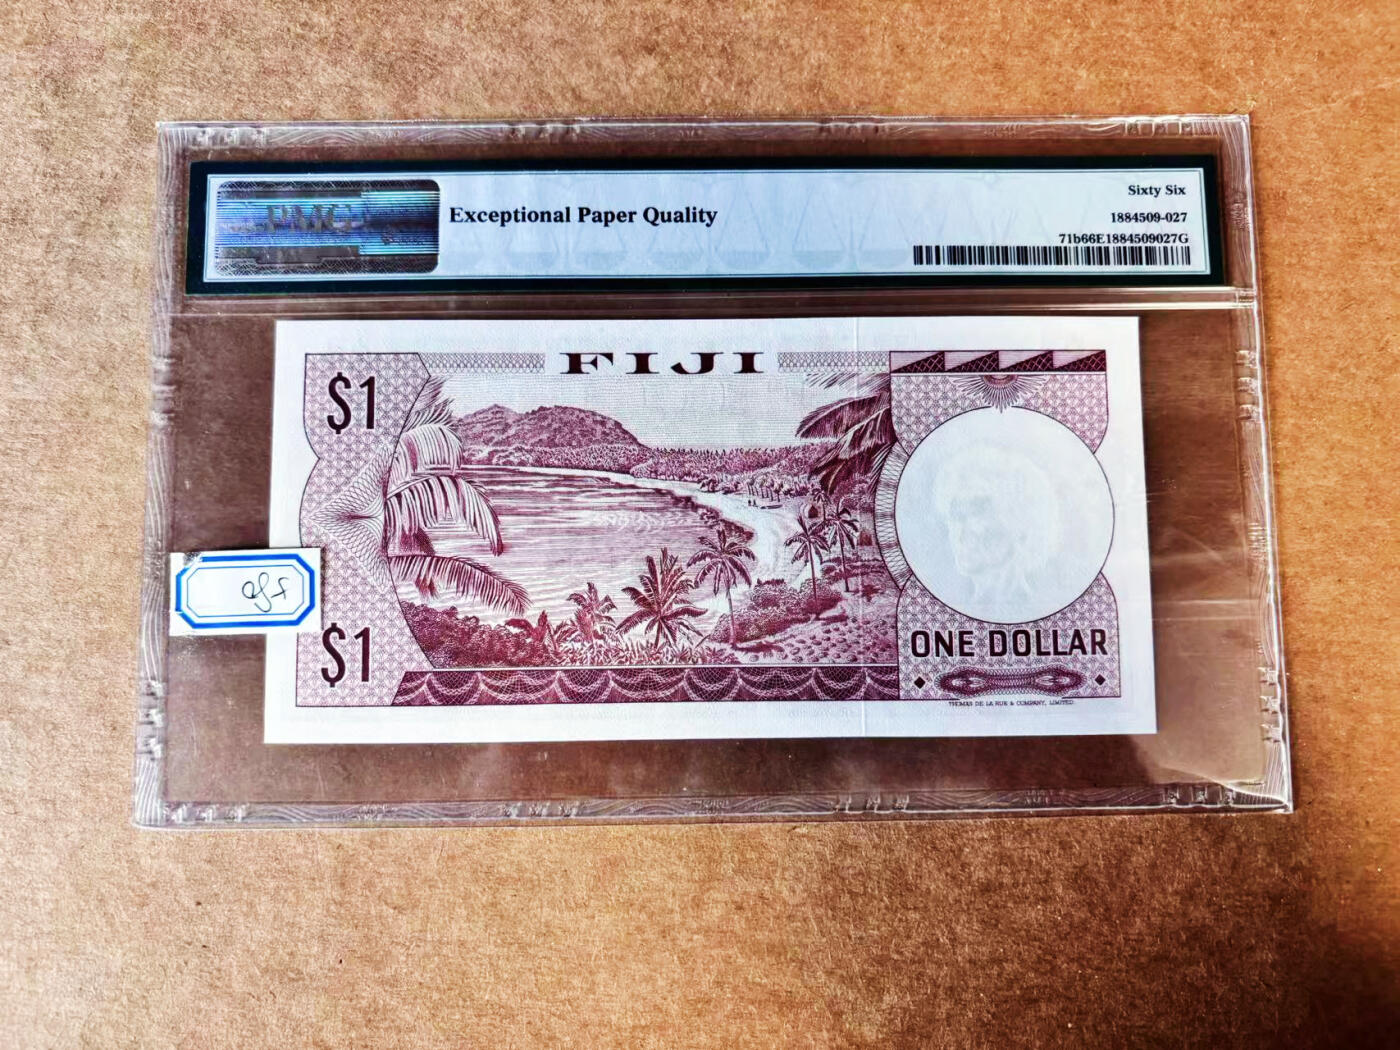 PMG
Exceptional Paper Quality
Sixty Six
1884509-027
71b66E1884509027G
FIJI
$1
$1
ONE DOLLAR
THOMAS DE LA RUE & COMPANY, LIMITED.